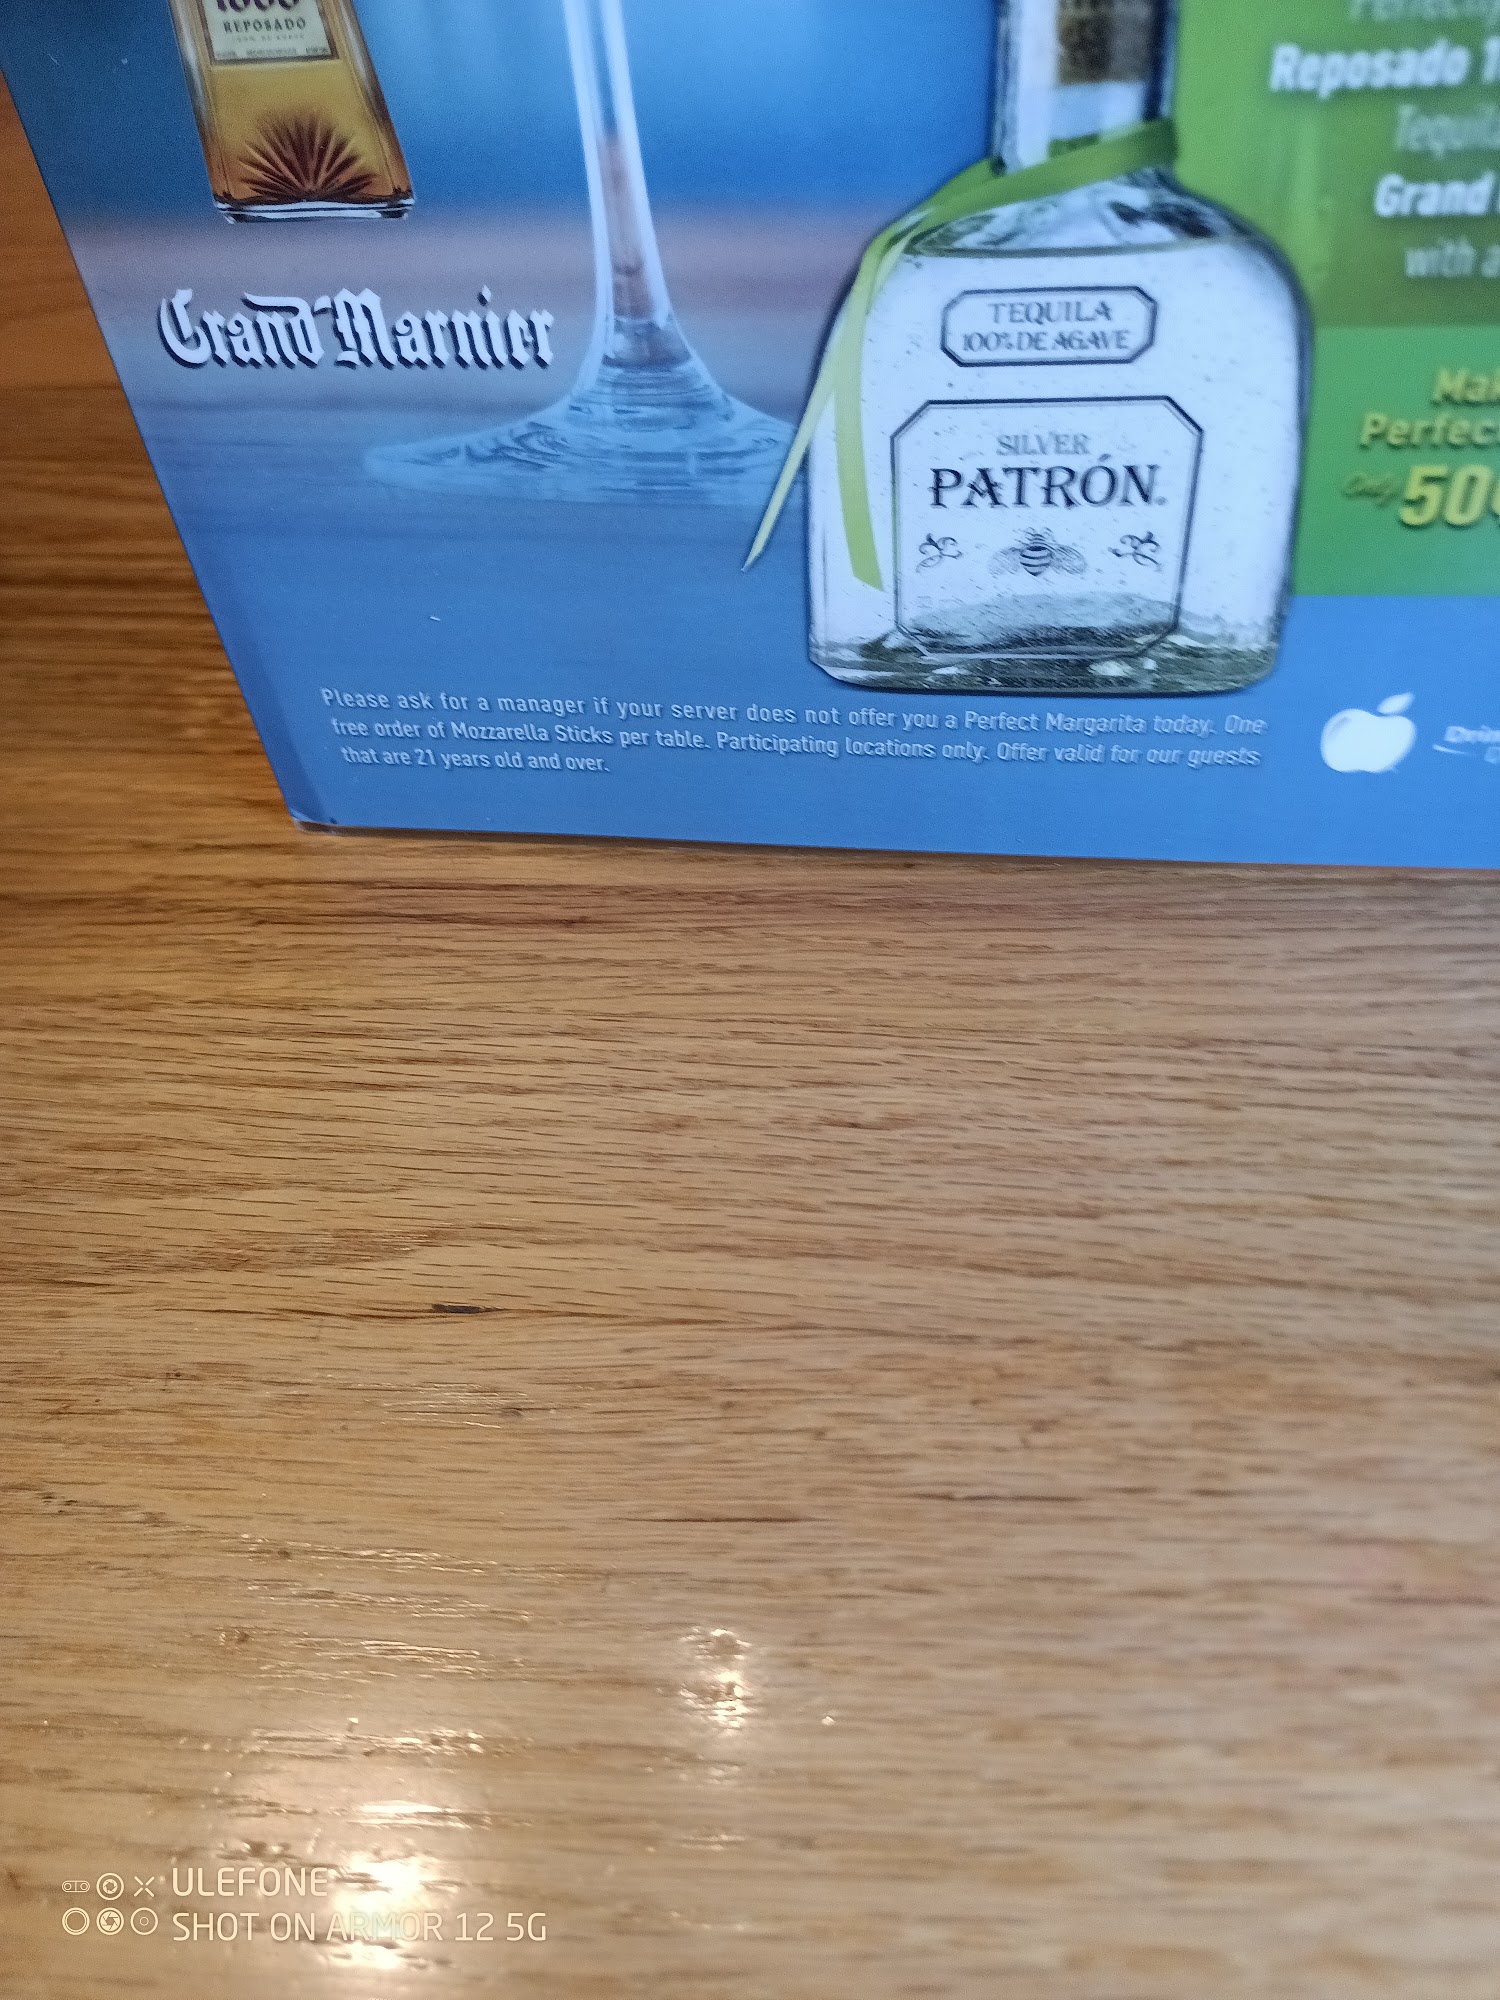 REPOSADO
Grand Marnier
TEQUILA
100% DE AGAVE
SILVER
PATRÓN
Reposado
Tequila
Grand
with a
Perfect
Only 50¢
Please ask for a manager if your server does not offer you a Perfect Margarita today. One
free order of Mozzarella Sticks per table. Participating locations only. Offer valid for our guests
that are 21 years old and over.
ULEFONE
SHOT ON ARMOR 12 5G